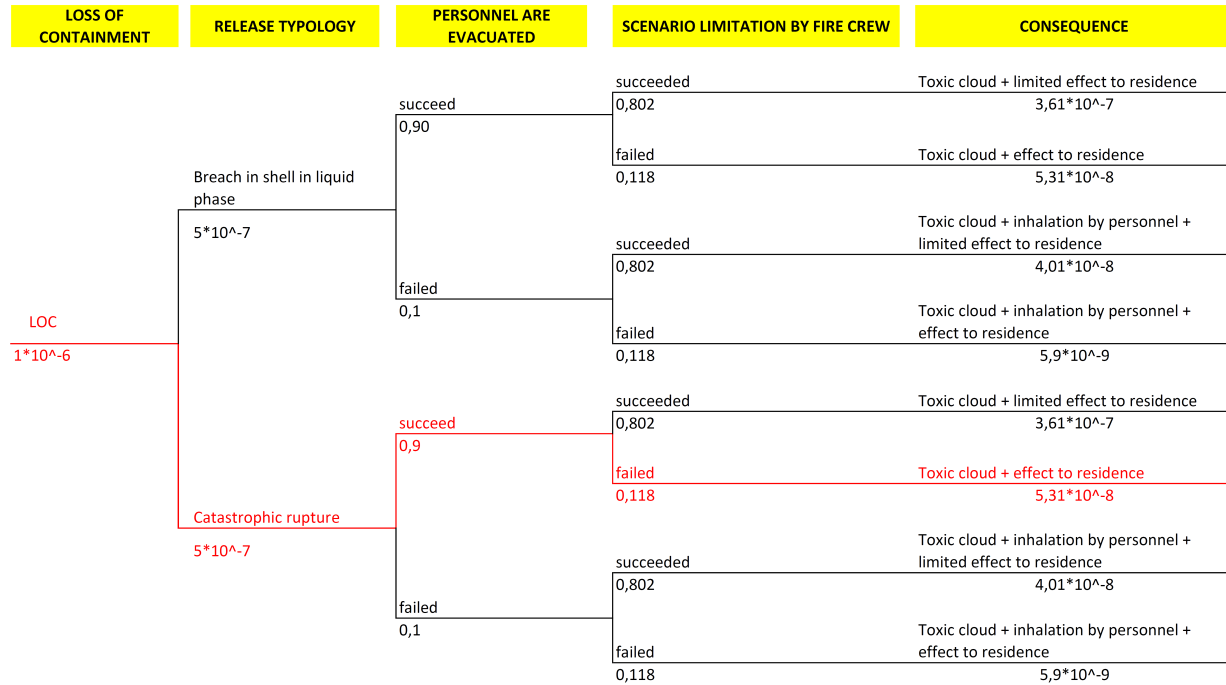 LOSS OF
CONTAINMENT
RELEASE TYPOLOGY
PERSONNEL ARE
EVACUATED
SCENARIO LIMITATION BY FIRE CREW
CONSEQUENCE
LOC
1*10^-6
Breach in shell in liquid
phase
5*10^-7
Catastrophic rupture
5*10^-7
succeed
0,90
failed
0,1
succeed
0,9
failed
0,1
succeeded
0,802
Toxic cloud + limited effect to residence
3,61*10^-7
failed
0,118
Toxic cloud + effect to residence
5,31*10^-8
succeeded
0,802
Toxic cloud + inhalation by personnel +
limited effect to residence
4,01*10^-8
failed
0,118
Toxic cloud + inhalation by personnel +
effect to residence
5,9*10^-9
succeeded
0,802
Toxic cloud + limited effect to residence
3,61*10^-7
failed
0,118
Toxic cloud + effect to residence
5,31*10^-8
succeeded
0,802
Toxic cloud + inhalation by personnel +
limited effect to residence
4,01*10^-8
failed
0,118
Toxic cloud + inhalation by personnel +
effect to residence
5,9*10^-9